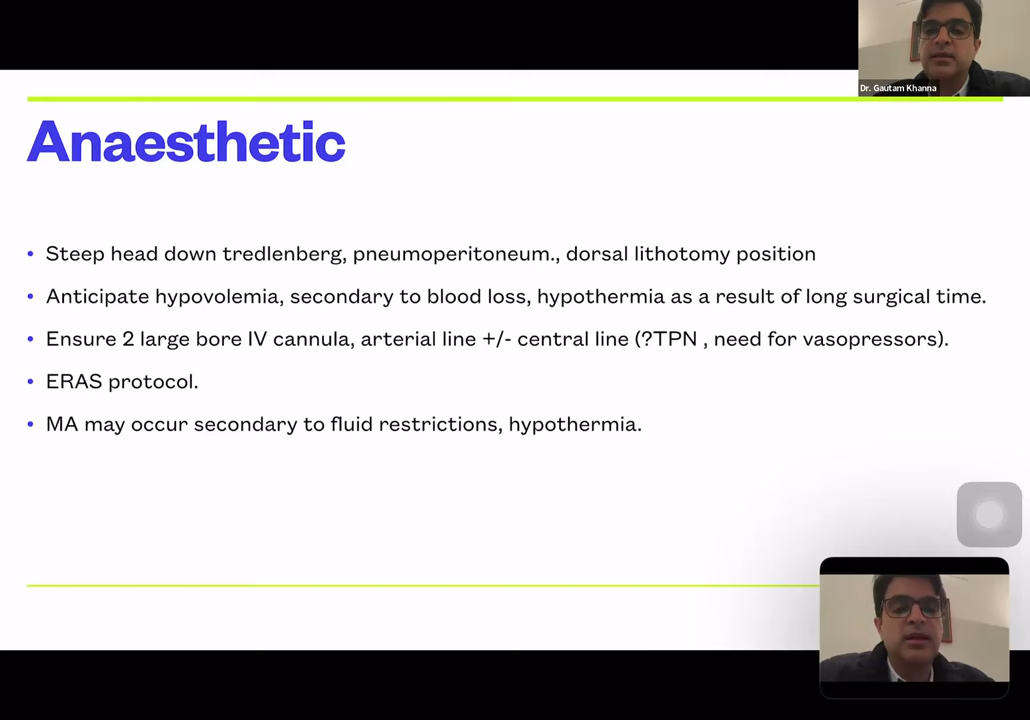 Dr. Gautam Khanna
Anaesthetic
• Steep head down tredlenberg, pneumoperitoneum., dorsal lithotomy position
• Anticipate hypovolemia, secondary to blood loss, hypothermia as a result of long surgical time.
• Ensure 2 large bore IV cannula, arterial line +/- central line (?TPN , need for vasopressors).
• ERAS protocol.
• MA may occur secondary to fluid restrictions, hypothermia.